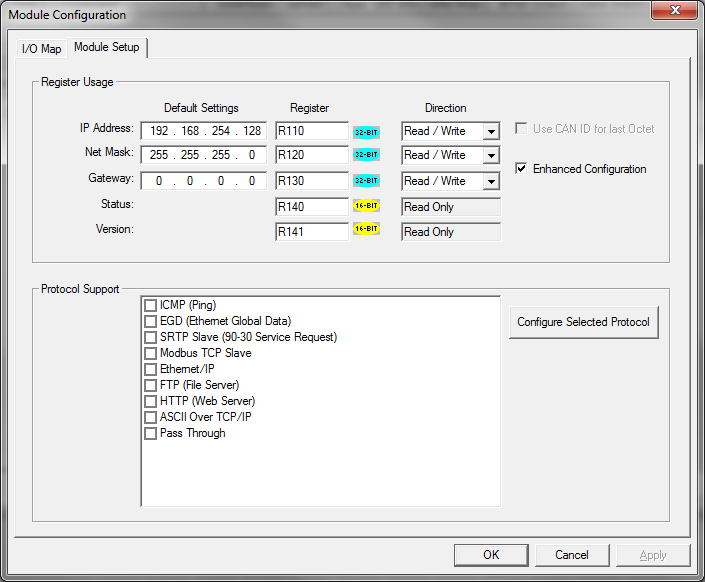 Module Configuration
I/O Map Module Setup
Register Usage
Default Settings Register Direction
IP Address: 192 . 168 . 254 . 128 R110 32-BIT Read / Write Use CAN ID for last Octet
Net Mask: 255 . 255 . 255 . 0 R120 32-BIT Read / Write
Enhanced Configuration
Gateway: 0 . 0 . 0 . 0 R130 32-BIT Read / Write
Status: R140 16-BIT Read Only
Version: R141 16-BIT Read Only
Protocol Support
ICMP (Ping)
EGD (Ethernet Global Data)
Configure Selected Protocol
SRTP Slave (90-30 Service Request)
Modbus TCP Slave
Ethernet/IP
FTP (File Server)
HTTP (Web Server)
ASCII Over TCP/IP
Pass Through
OK Cancel Apply